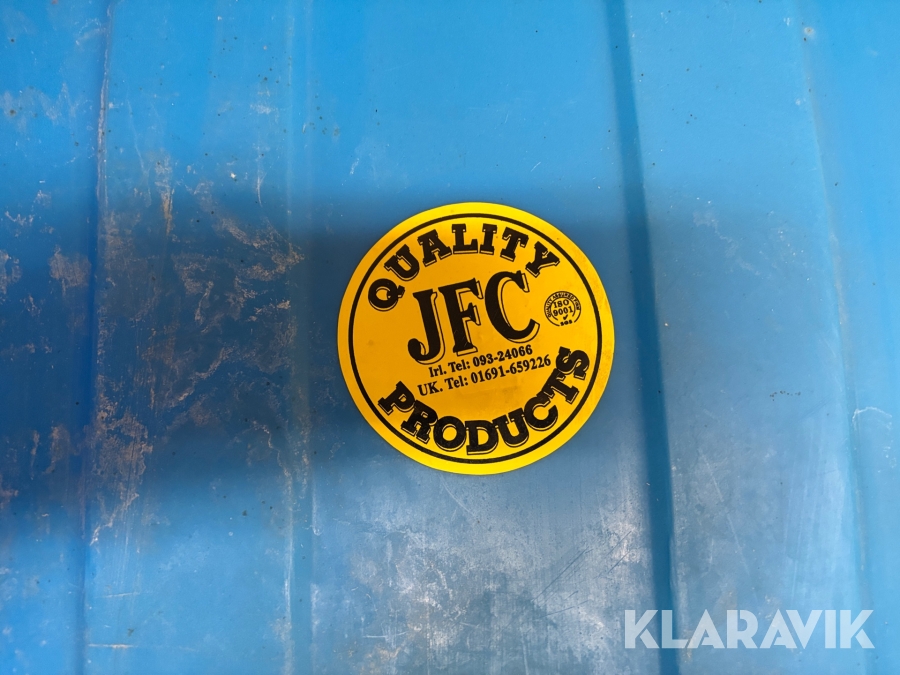 QUALITY
JFC
ISO
9001
Irl. Tel: 093-24066
UK. Tel: 01691-659226
PRODUCTS
KLARAVIK